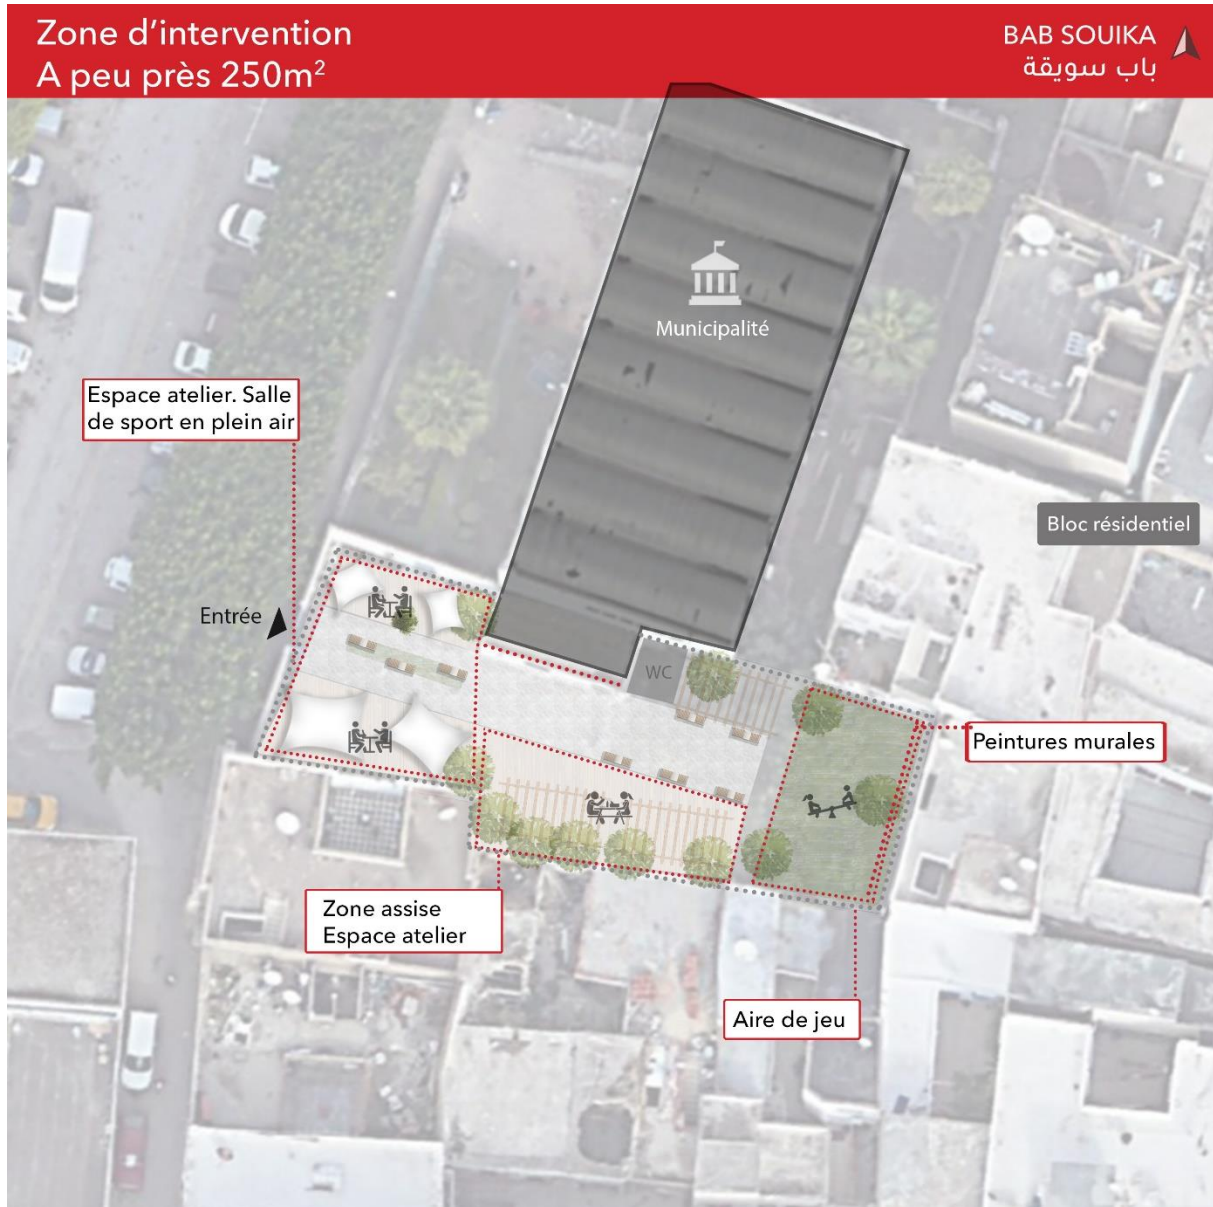 Zone d’intervention
A peu près 250m²
BAB SOUIKA
باب سويقة
Municipalité
Espace atelier. Salle
de sport en plein air
Bloc résidentiel
Entrée
WC
Peintures murales
Zone assise
Espace atelier
Aire de jeu